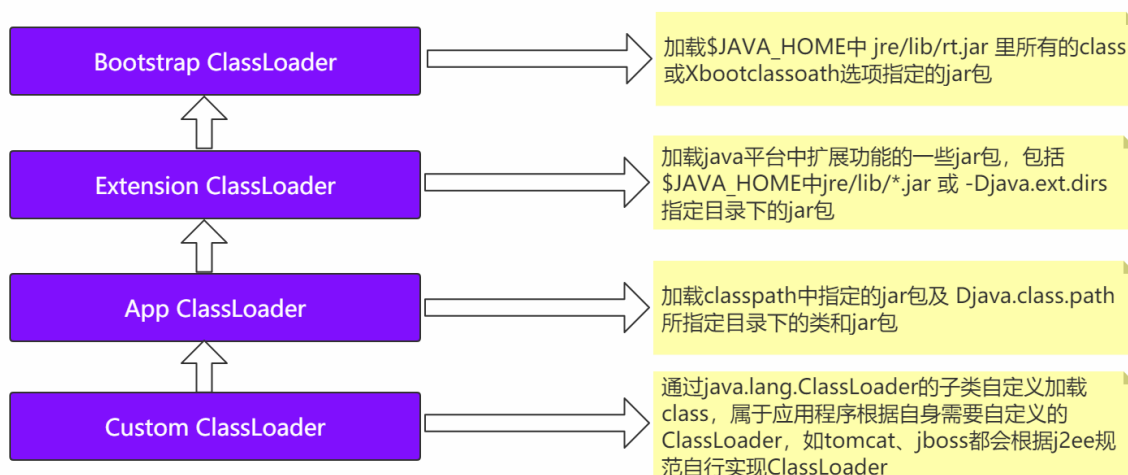 Bootstrap ClassLoader
加载$JAVA_HOME中 jre/lib/rt.jar 里所有的class
或Xbootclassoath选项指定的jar包
Extension ClassLoader
加载java平台中扩展功能的一些jar包，包括
$JAVA_HOME中jre/lib/*.jar 或 -Djava.ext.dirs
指定目录下的jar包
App ClassLoader
加载classpath中指定的jar包及 Djava.class.path
所指定目录下的类和jar包
Custom ClassLoader
通过java.lang.ClassLoader的子类自定义加载
class，属于应用程序根据自身需要自定义的
ClassLoader，如tomcat、jboss都会根据j2ee规
范自行实现ClassLoader